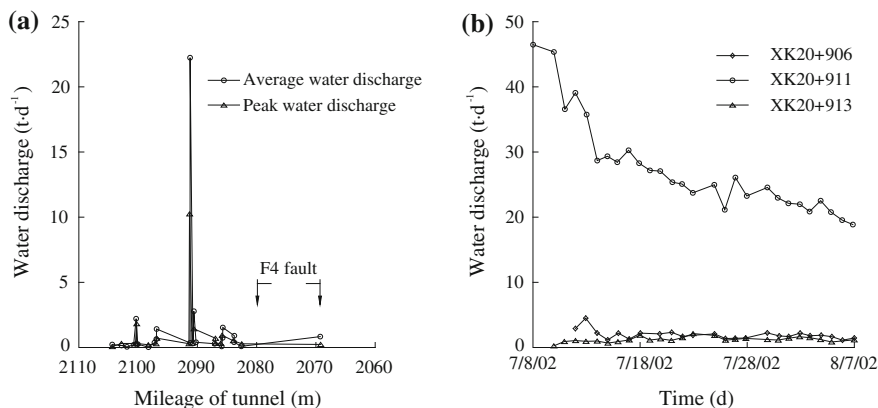 (a)
25
20
15
10
5
0
Water discharge (t·d⁻¹)
Average water discharge
Peak water discharge
F4 fault
2110
2100
2090
2080
2070
2060
Mileage of tunnel (m)
(b)
50
40
30
20
10
0
Water discharge (t·d⁻¹)
XK20+906
XK20+911
XK20+913
7/8/02
7/18/02
7/28/02
8/7/02
Time (d)